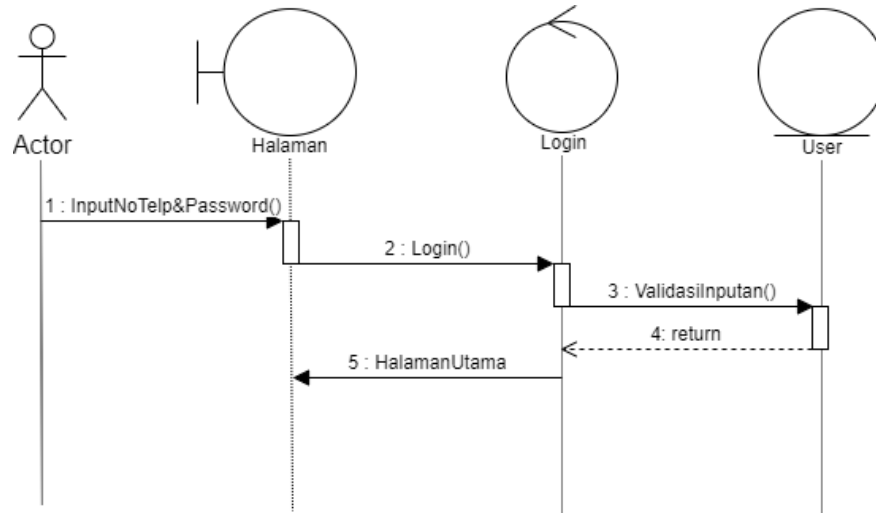 Actor
Halaman
Login
User
1 : InputNoTelp&Password()
2 : Login()
3 : ValidasiInputan()
4: return
5 : HalamanUtama